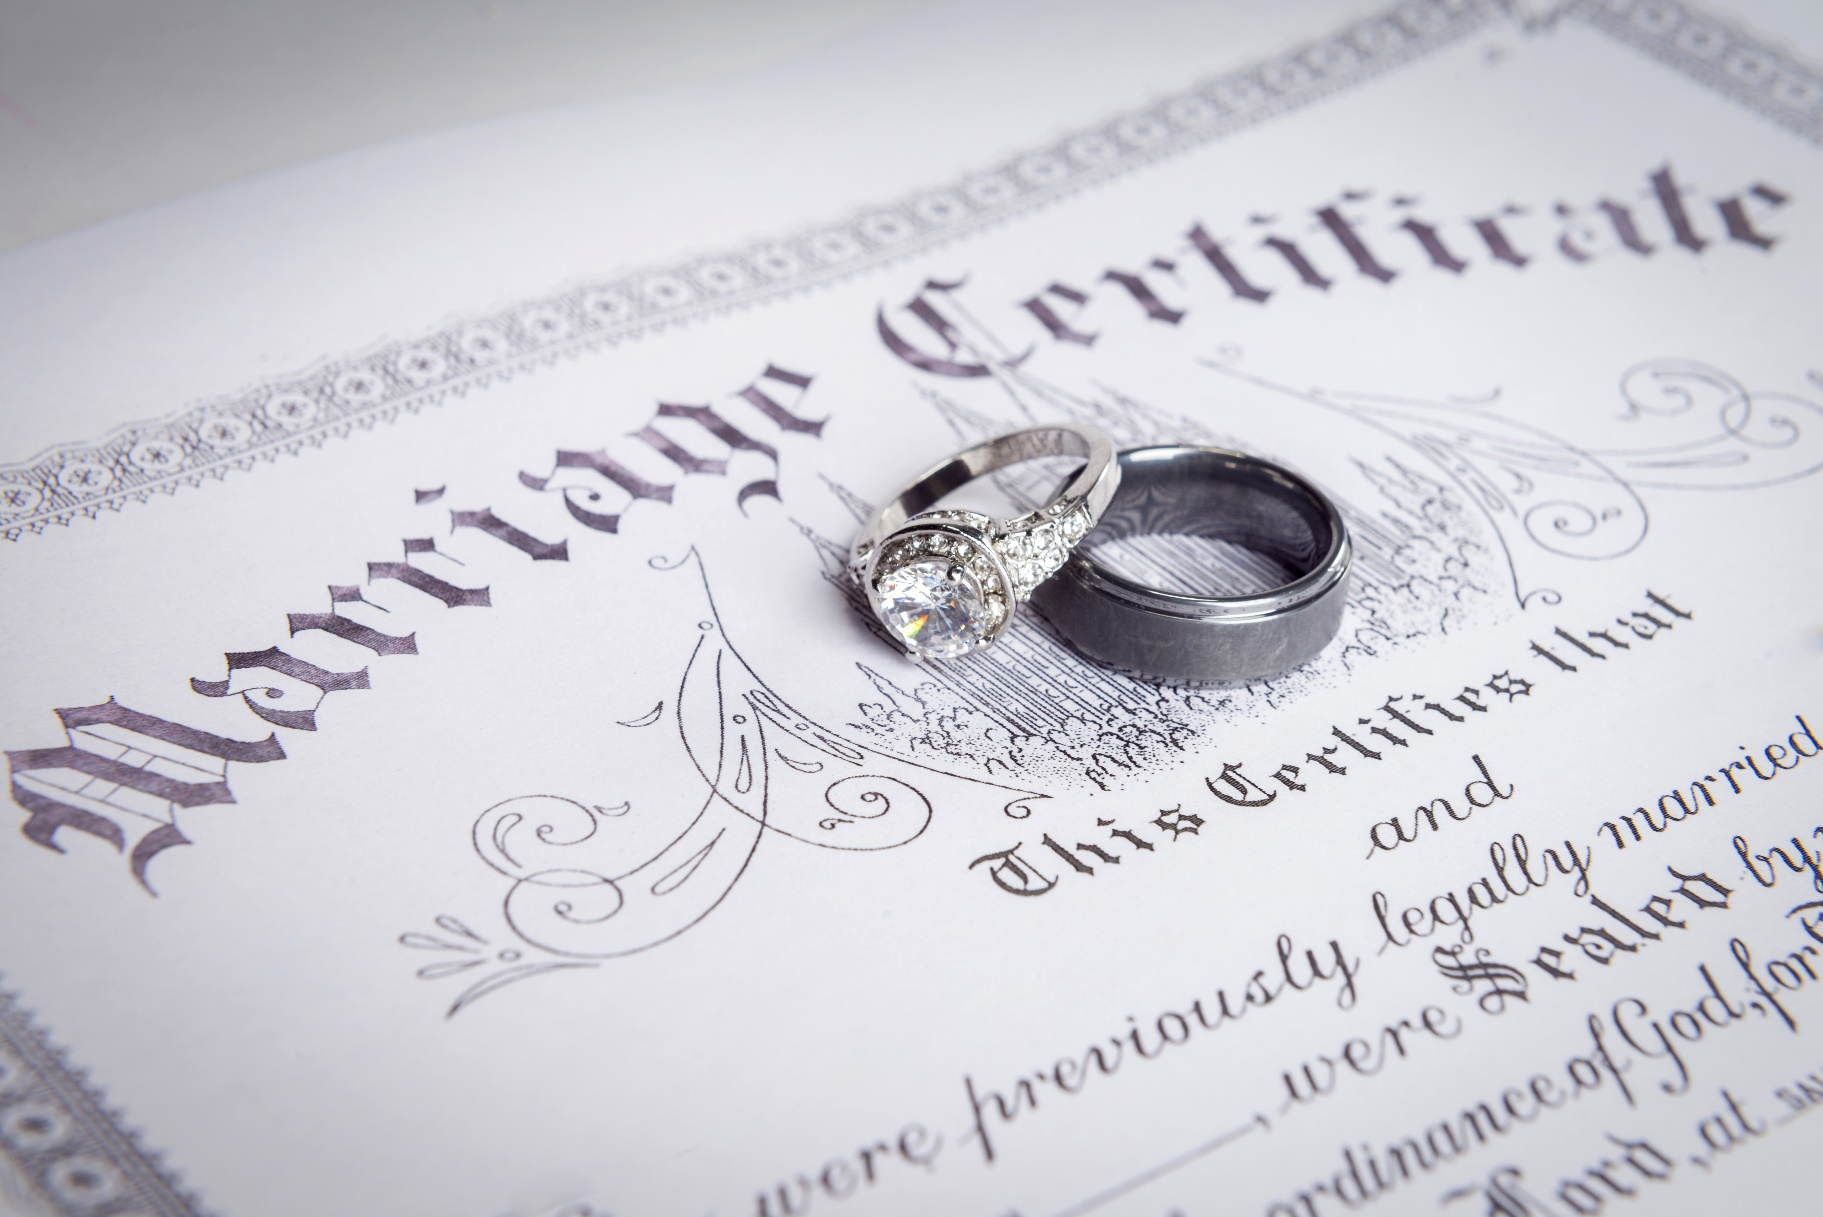 Marriage Certificate
This Certifies that
and
were previously legally married
, were Sealed by
ordinance of God, for
Lord, at